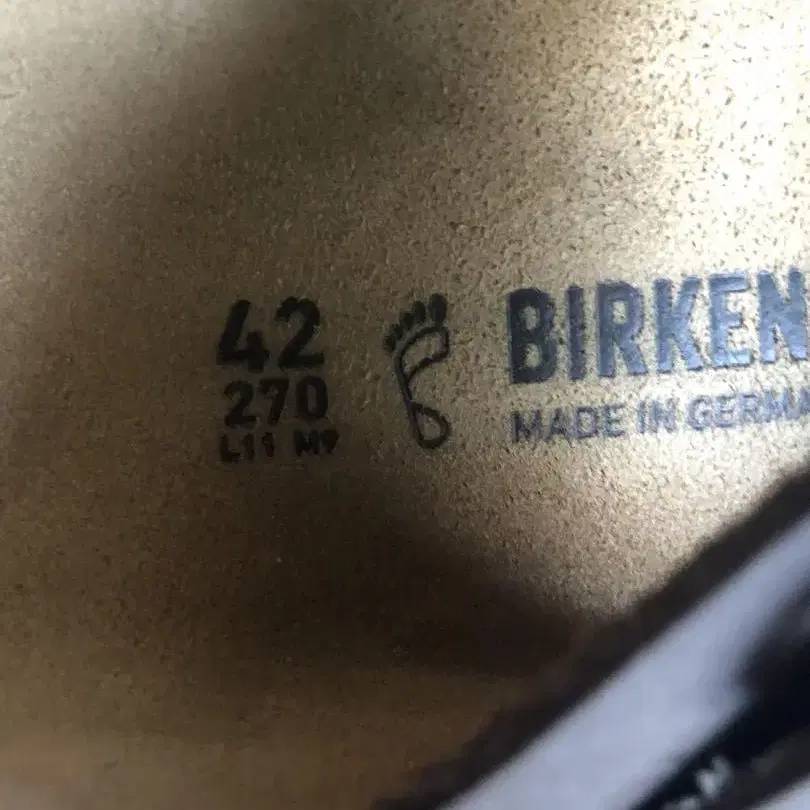 42
270
L11 M9
BIRKEN
MADE IN GERMA